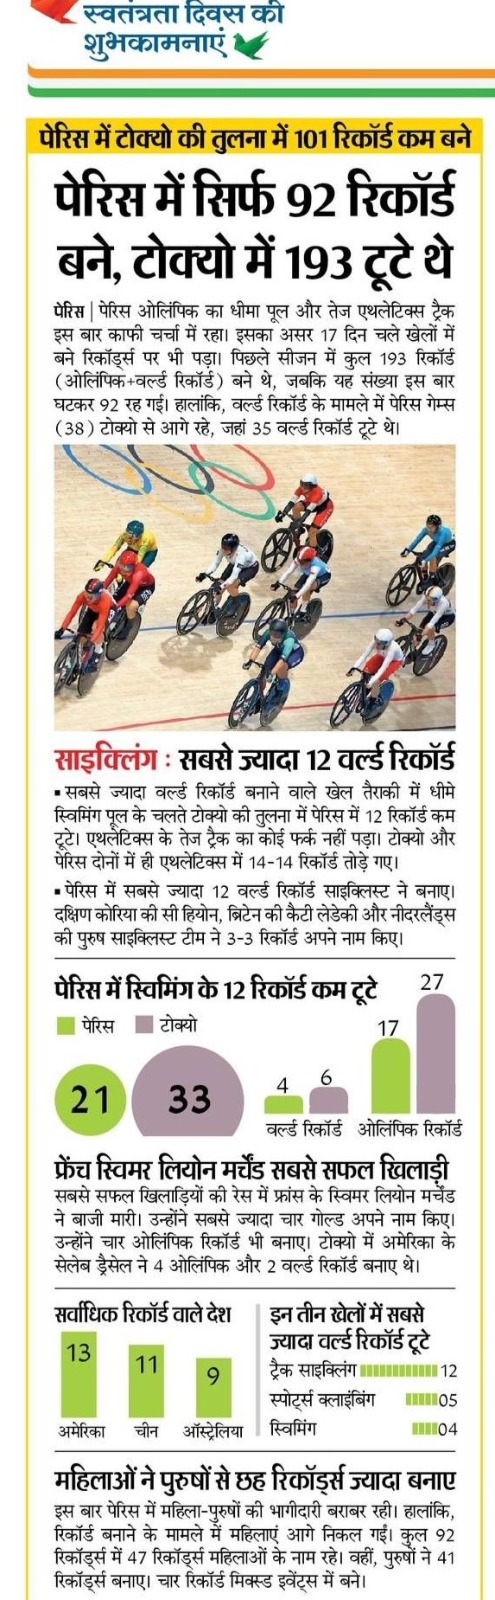 स्वतंत्रता दिवस की
शुभकामनाएं
पेरिस में टोक्यो की तुलना में 101 रिकॉर्ड कम बने
पेरिस में सिर्फ 92 रिकॉर्ड
बने, टोक्यो में 193 टूटे थे
पेरिस | पेरिस ओलिंपिक का धीमा पूल और तेज एथलेटिक्स ट्रैक
इस बार काफी चर्चा में रहा। इसका असर 17 दिन चले खेलों में
बने रिकॉर्ड्स पर भी पड़ा। पिछले सीजन में कुल 193 रिकॉर्ड
(ओलिंपिक+वर्ल्ड रिकॉर्ड) बने थे, जबकि यह संख्या इस बार
घटकर 92 रह गई। हालांकि, वर्ल्ड रिकॉर्ड के मामले में पेरिस गेम्स
(38) टोक्यो से आगे रहे, जहां 35 वर्ल्ड रिकॉर्ड टूटे थे।
साइक्लिंग : सबसे ज्यादा 12 वर्ल्ड रिकॉर्ड
▪ सबसे ज्यादा वर्ल्ड रिकॉर्ड बनाने वाले खेल तैराकी में धीमे
स्विमिंग पूल के चलते टोक्यो की तुलना में पेरिस में 12 रिकॉर्ड कम
टूटे। एथलेटिक्स के तेज ट्रैक का कोई फर्क नहीं पड़ा। टोक्यो और
पेरिस दोनों में ही एथलेटिक्स में 14-14 रिकॉर्ड तोड़े गए।
▪ पेरिस में सबसे ज्यादा 12 वर्ल्ड रिकॉर्ड साइक्लिस्ट ने बनाए।
दक्षिण कोरिया की सी हियोन, ब्रिटेन की कैटी लेडेकी और नीदरलैंड्स
की पुरुष साइक्लिस्ट टीम ने 3-3 रिकॉर्ड अपने नाम किए।
पेरिस में स्विमिंग के 12 रिकॉर्ड कम टूटे
पेरिस टोक्यो
21 33
4 6
वर्ल्ड रिकॉर्ड
17 27
ओलिंपिक रिकॉर्ड
फ्रेंच स्विमर लियोन मर्चेंड सबसे सफल खिलाड़ी
सबसे सफल खिलाड़ियों की रेस में फ्रांस के स्विमर लियोन मर्चेंड
ने बाजी मारी। उन्होंने सबसे ज्यादा चार गोल्ड अपने नाम किए।
उन्होंने चार ओलिंपिक रिकॉर्ड भी बनाए। टोक्यो में अमेरिका के
सेलेब ड्रैसेल ने 4 ओलिंपिक और 2 वर्ल्ड रिकॉर्ड बनाए थे।
सर्वाधिक रिकॉर्ड वाले देश
13 11 9
अमेरिका चीन ऑस्ट्रेलिया
इन तीन खेलों में सबसे
ज्यादा वर्ल्ड रिकॉर्ड टूटे
ट्रैक साइक्लिंग 12
स्पोर्ट्स क्लाइंबिंग 05
स्विमिंग 04
महिलाओं ने पुरुषों से छह रिकॉर्ड्स ज्यादा बनाए
इस बार पेरिस में महिला-पुरुषों की भागीदारी बराबर रही। हालांकि,
रिकॉर्ड बनाने के मामले में महिलाएं आगे निकल गईं। कुल 92
रिकॉर्ड्स में 47 रिकॉर्ड्स महिलाओं के नाम रहे। वहीं, पुरुषों ने 41
रिकॉर्ड्स बनाए। चार रिकॉर्ड मिक्स्ड इवेंट्स में बने।